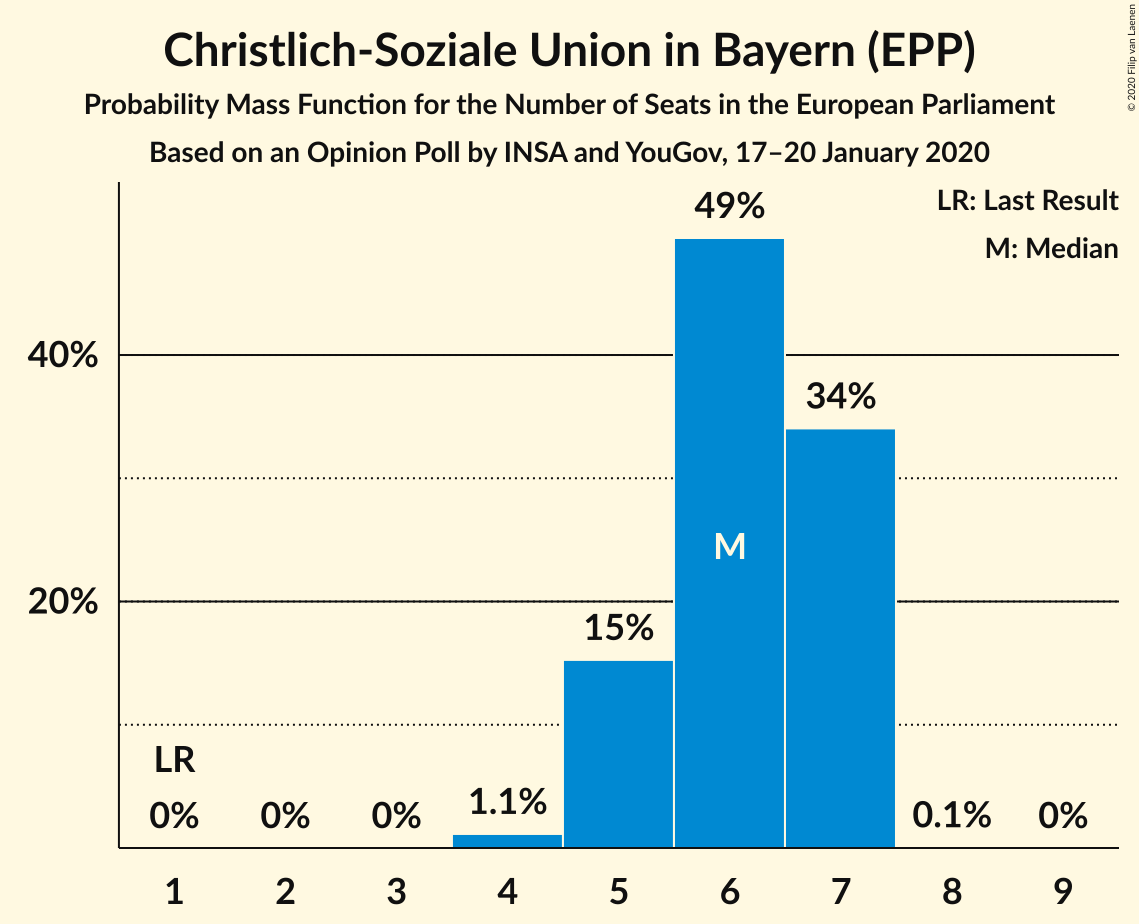 Christlich-Soziale Union in Bayern (EPP)
Probability Mass Function for the Number of Seats in the European Parliament
Based on an Opinion Poll by INSA and YouGov, 17–20 January 2020
© 2020 Filip van Laenen
LR: Last Result
M: Median
49%
40%
34%
M
20%
15%
LR
0%
0%
0%
1.1%
0.1%
0%
1 2 3 4 5 6 7 8 9